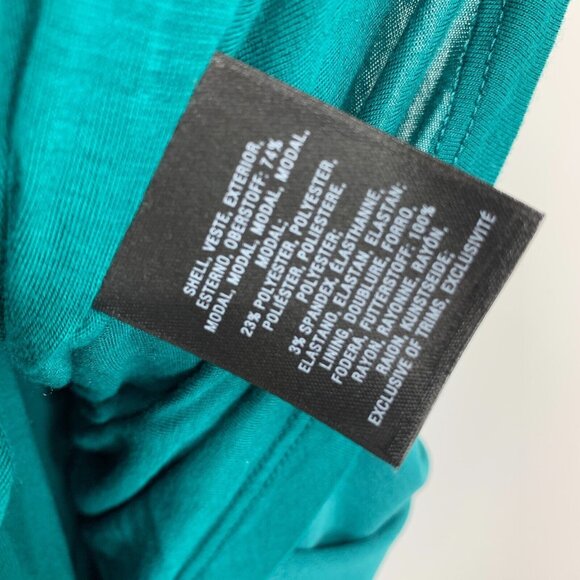 SHELL, VESTE, EXTERIOR,
ESTERNO, OBERSTOFF: 74%
MODAL, MODAL, MODAL, MODAL,
MODAL.
23% POLYESTER, POLYESTER,
POLIÉSTER, POLIESTERE,
POLYESTER;
3% SPANDEX, ÉLASTHANNE,
ELASTANO, ELASTAN, ELASTAN:
LINING, DOUBLURE, FORRO,
FODERA, FUTTERSTOFF: 100%
RAYON, RAYONNE, RAYÓN,
RAION, KUNSTSEIDE;
EXCLUSIVE OF TRIMS, EXCLUSIVITÉ